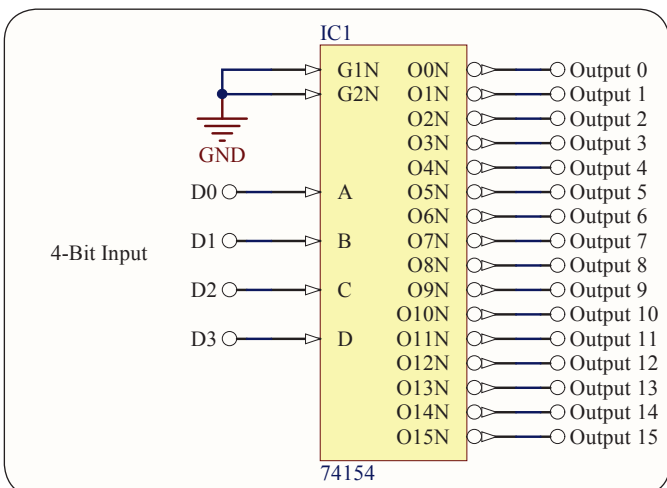 IC1
G1N O0N Output 0
G2N O1N Output 1
O2N Output 2
GND O3N Output 3
O4N Output 4
D0 A O5N Output 5
O6N Output 6
4-Bit Input D1 B O7N Output 7
O8N Output 8
D2 C O9N Output 9
O10N Output 10
D3 D O11N Output 11
O12N Output 12
O13N Output 13
O14N Output 14
O15N Output 15
74154